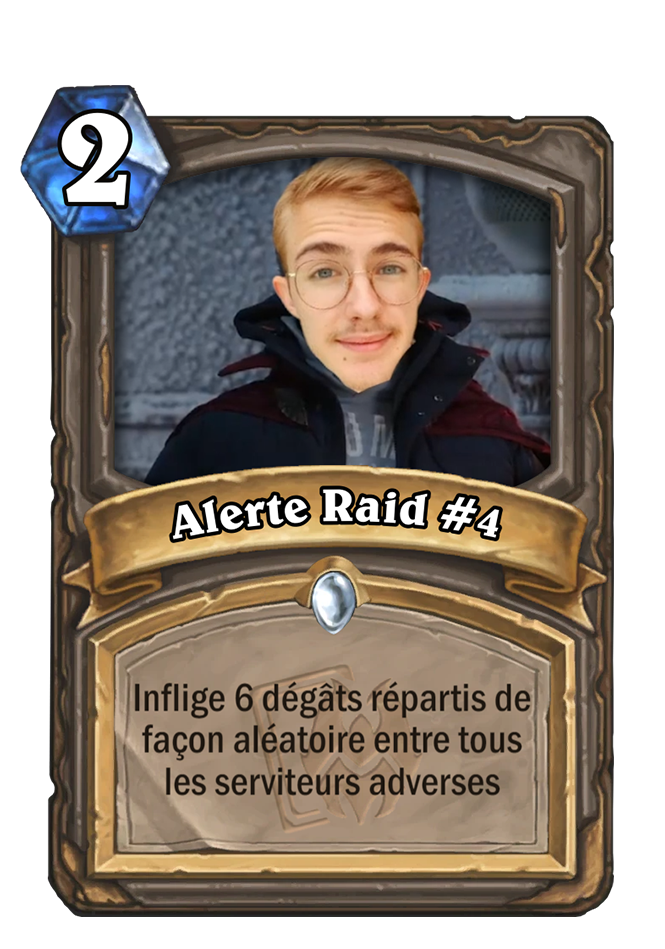 2
Alerte Raid #4
Inflige 6 dégâts répartis de
façon aléatoire entre tous
les serviteurs adverses